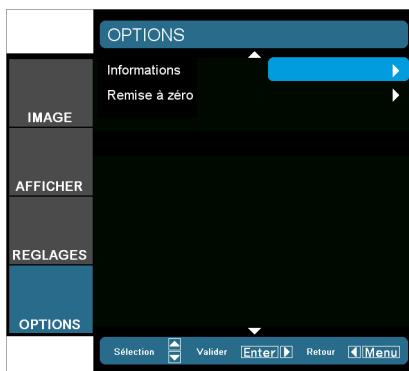 OPTIONS
Informations
Remise à zéro
IMAGE
AFFICHER
REGLAGES
OPTIONS
Sélection Valider Enter Retour Menu